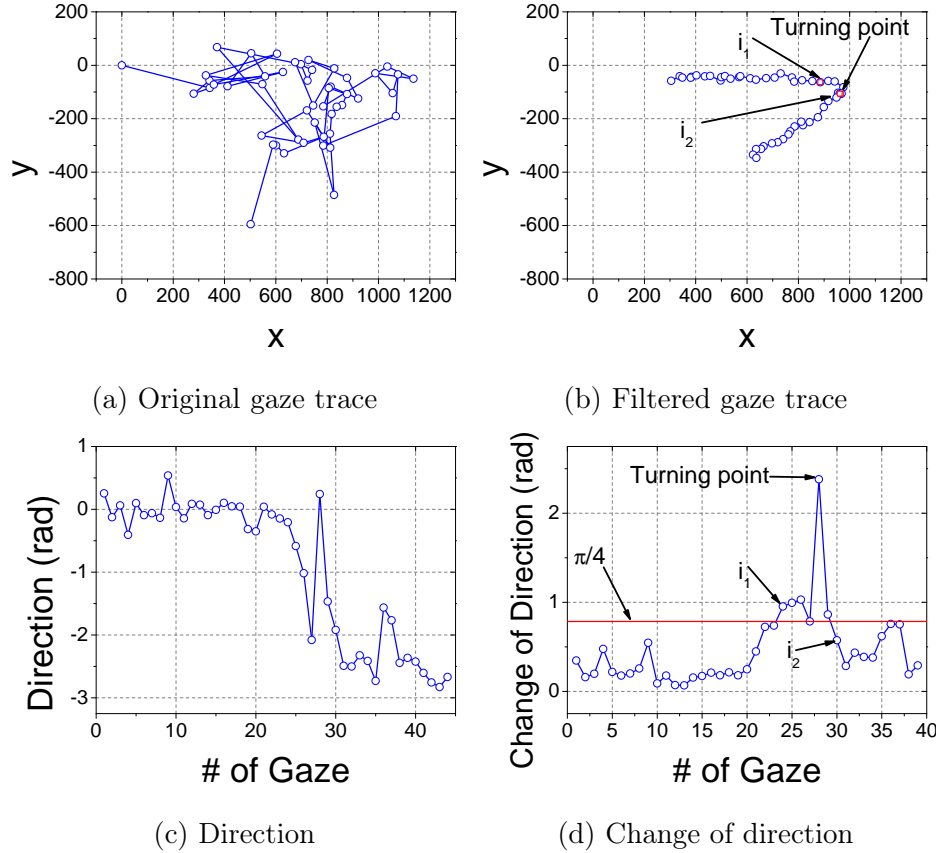 200
0
-200
-400
-600
-800
y
0 200 400 600 800 1000 1200
x
(a) Original gaze trace
200
0
-200
-400
-600
-800
y
Turning point
i1
i2
0 200 400 600 800 1000 1200
x
(b) Filtered gaze trace
1
0
-1
-2
-3
Direction (rad)
0 10 20 30 40
# of Gaze
(c) Direction
2
1
0
Change of Direction (rad)
Turning point
π/4
i1
i2
0 5 10 15 20 25 30 35 40
# of Gaze
(d) Change of direction